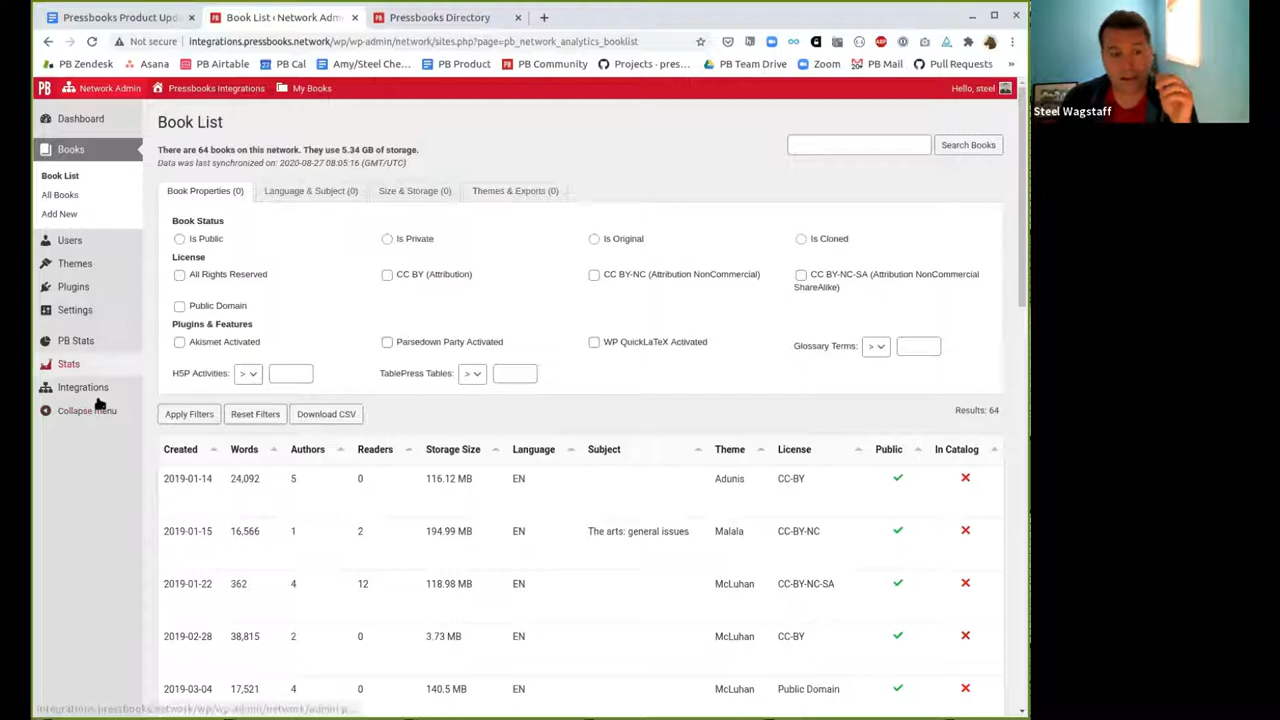 Pressbooks Product Up
Book List ‹ Network Adm
Pressbooks Directory
Not secure
integrations.pressbooks.network/wp/wp-admin/network/sites.php?page=pb_network_analytics_booklist
PB Zendesk
Asana
PB Airtable
PB Cal
Amy/Steel Che...
PB Product
PB Community
Projects · pres...
PB Team Drive
Zoom
PB Mail
Pull Requests
»
Network Admin
Pressbooks Integrations
My Books
Hello, steel
Dashboard
Books
Book List
All Books
Add New
Users
Themes
Plugins
Settings
PB Stats
Stats
Integrations
Collapse menu
Book List
There are 64 books on this network. They use 5.34 GB of storage.
Data was last synchronized on: 2020-08-27 08:05:16 (GMT/UTC)
Search Books
Book Properties (0)
Language & Subject (0)
Size & Storage (0)
Themes & Exports (0)
Book Status
Is Public
Is Private
Is Original
Is Cloned
License
All Rights Reserved
CC BY (Attribution)
CC BY-NC (Attribution NonCommercial)
CC BY-NC-SA (Attribution NonCommercial
ShareAlike)
Public Domain
Plugins & Features
Akismet Activated
Parsedown Party Activated
WP QuickLaTeX Activated
Glossary Terms: >
H5P Activities: >
TablePress Tables: >
Apply Filters
Reset Filters
Download CSV
Results: 64
Created Words Authors Readers Storage Size Language Subject Theme License Public In Catalog
2019-01-14 24,092 5 0 116.12 MB EN Adunis CC-BY
2019-01-15 16,566 1 2 194.99 MB EN The arts: general issues Malala CC-BY-NC
2019-01-22 362 4 12 118.98 MB EN McLuhan CC-BY-NC-SA
2019-02-28 38,815 2 0 3.73 MB EN McLuhan CC-BY
2019-03-04 17,521 4 0 140.5 MB EN McLuhan Public Domain
integrations.pressbooks.network/wp/wp-admin/network/admin.p...
Steel Wagstaff